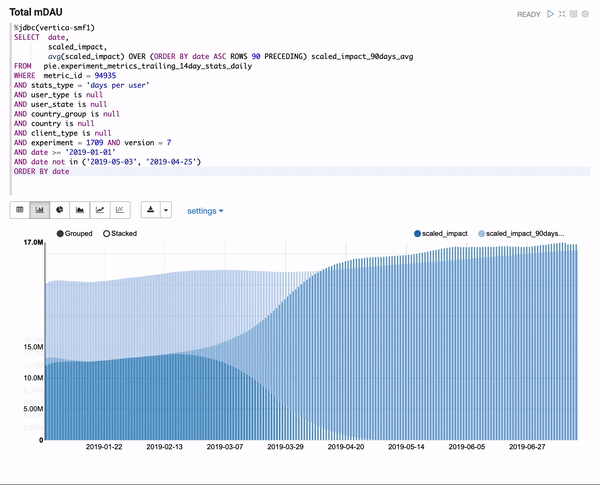 Total mDAU
READY
%jdbc(vertica-smf1)
SELECT date,
scaled_impact,
avg(scaled_impact) OVER (ORDER BY date ASC ROWS 90 PRECEDING) scaled_impact_90days_avg
FROM pie.experiment_metrics_trailing_14day_stats_daily
WHERE metric_id = 94935
AND stats_type = 'days per user'
AND user_type is null
AND user_state is null
AND country_group is null
AND country is null
AND client_type is null
AND experiment = 1709 AND version = 7
AND date >= '2019-01-01'
AND date not in ('2019-05-03', '2019-04-25')
ORDER BY date
settings
Grouped Stacked scaled_impact scaled_impact_90days...
17.0M
15.0M
10.0M
5.00M
0
2019-01-22 2019-02-13 2019-03-07 2019-03-29 2019-04-20 2019-05-14 2019-06-05 2019-06-27